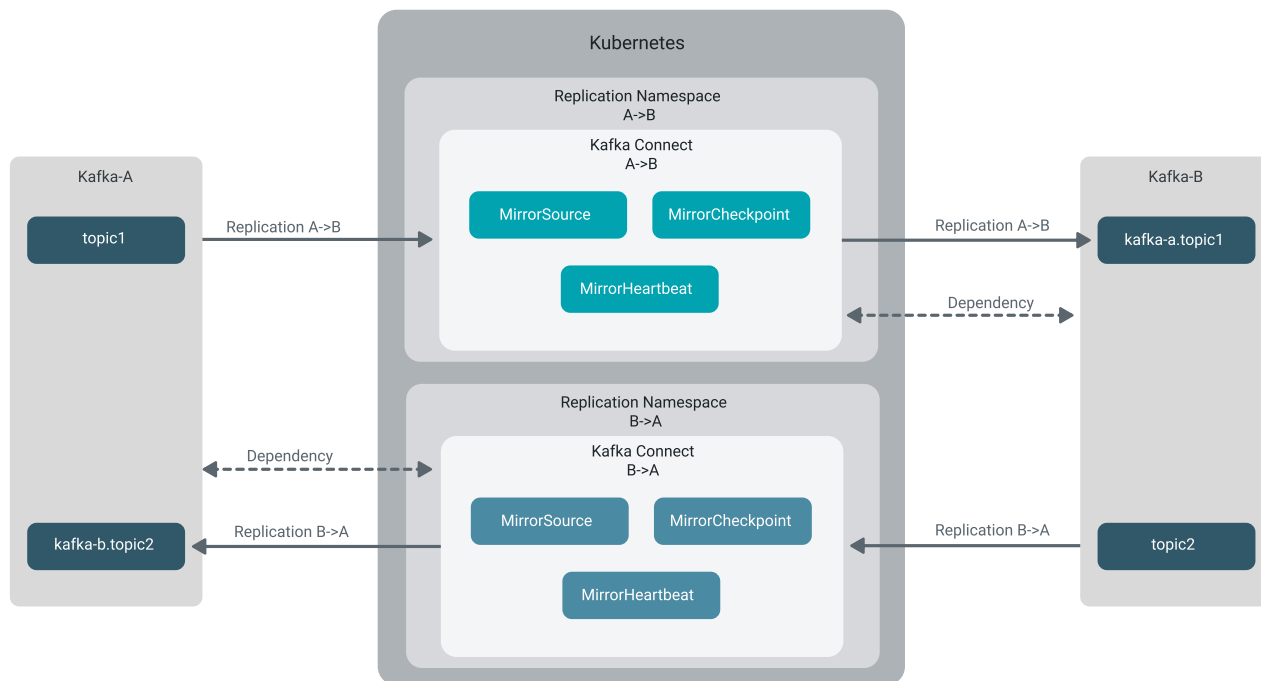 Kubernetes
Replication Namespace
A->B
Kafka Connect
A->B
MirrorSource
MirrorCheckpoint
MirrorHeartbeat
Kafka-A
topic1
Replication A->B
Replication A->B
Kafka-B
kafka-a.topic1
Dependency
Replication Namespace
B->A
Kafka Connect
B->A
MirrorSource
MirrorCheckpoint
MirrorHeartbeat
Dependency
Replication B->A
kafka-b.topic2
Replication B->A
topic2